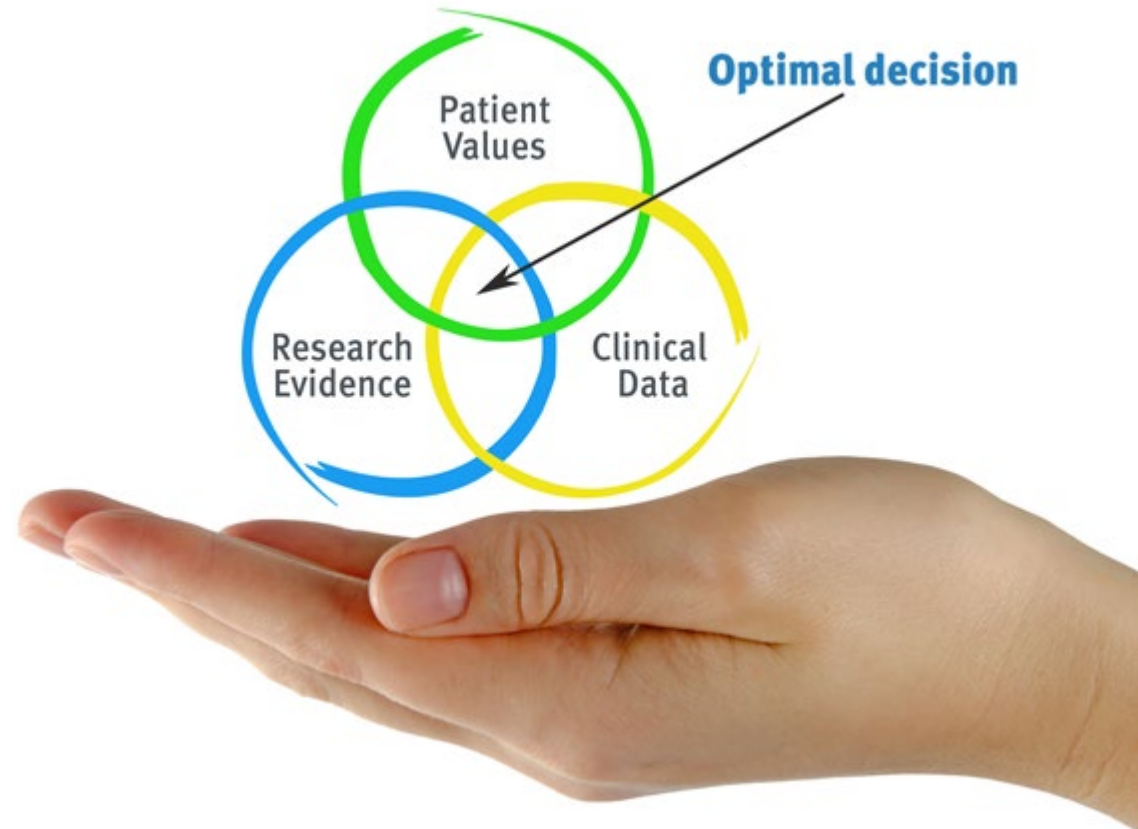 Optimal decision
Patient
Values
Research
Evidence
Clinical
Data